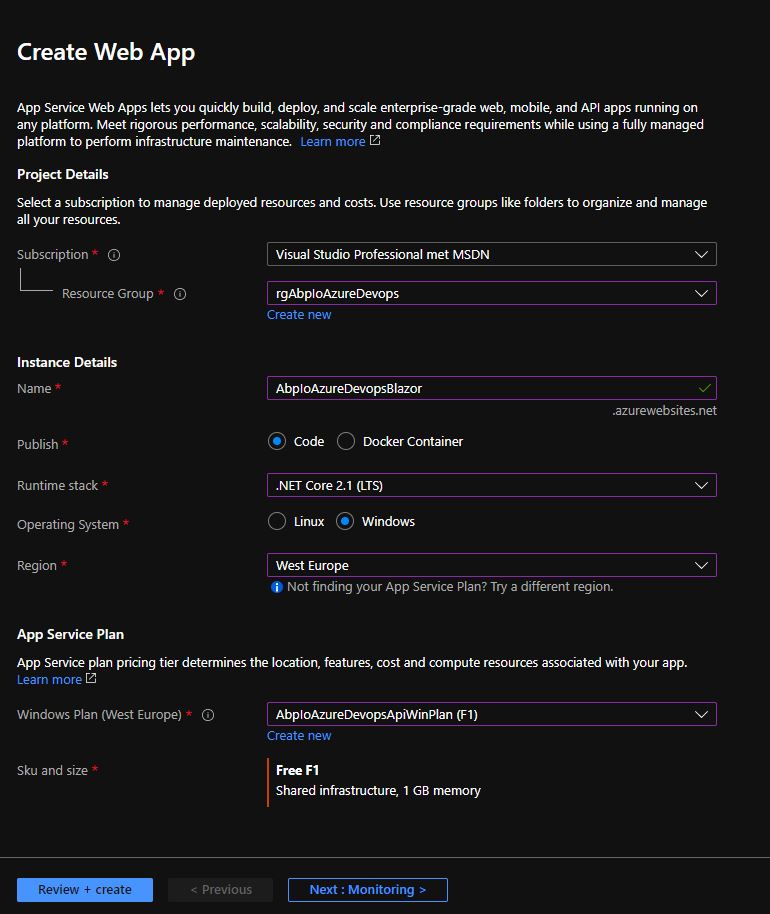 Create Web App
App Service Web Apps lets you quickly build, deploy, and scale enterprise-grade web, mobile, and API apps running on
any platform. Meet rigorous performance, scalability, security and compliance requirements while using a fully managed
platform to perform infrastructure maintenance. Learn more
Project Details
Select a subscription to manage deployed resources and costs. Use resource groups like folders to organize and manage
all your resources.
Subscription * Visual Studio Professional met MSDN
Resource Group * rgAbpIoAzureDevops
Create new
Instance Details
Name * AbpIoAzureDevopsBlazor
.azurewebsites.net
Publish * Code Docker Container
Runtime stack * .NET Core 2.1 (LTS)
Operating System * Linux Windows
Region * West Europe
Not finding your App Service Plan? Try a different region.
App Service Plan
App Service plan pricing tier determines the location, features, cost and compute resources associated with your app.
Learn more
Windows Plan (West Europe) * AbpIoAzureDevopsApiWinPlan (F1)
Create new
Sku and size * Free F1
Shared infrastructure, 1 GB memory
Review + create < Previous Next : Monitoring >